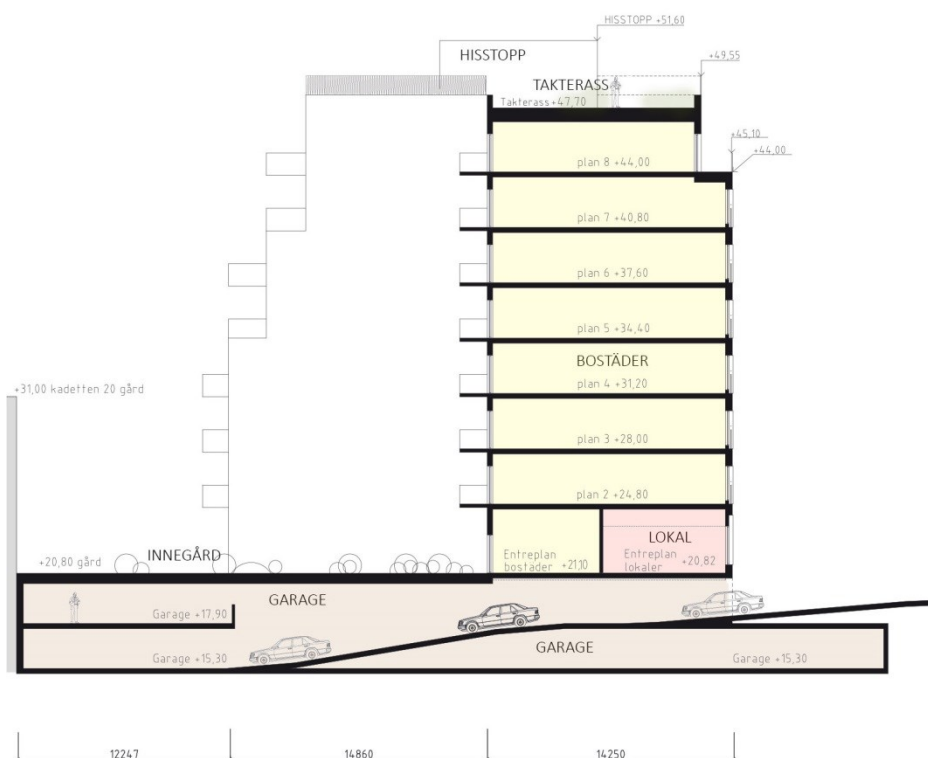 HISSTOPP +51,60
HISSTOPP
+49,55
TAKTERASS
Takterass+47,70
+45,10
+44,00
plan 8 +44,00
plan 7 +40,80
plan 6 +37,60
plan 5 +34,40
BOSTÄDER
plan 4 +31,20
+31,00 kadetten 20 gård
plan 3 +28,00
plan 2 +24,80
LOKAL
INNEGÅRD
Entreplan
bostäder +21,10
Entreplan
lokaler +20,82
+20,80 gård
GARAGE
Garage +17,90
GARAGE
Garage +15,30
Garage +15,30
12247
14860
14250